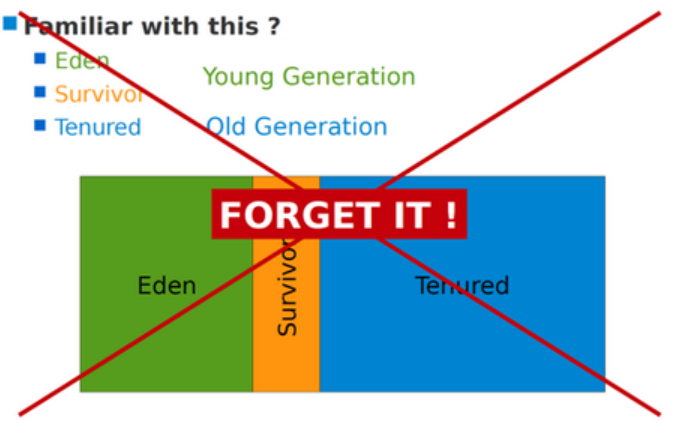 Familiar with this ?
Eden
Survivor
Young Generation
Tenured
Old Generation
FORGET IT !
Eden
Survivor
Tenured